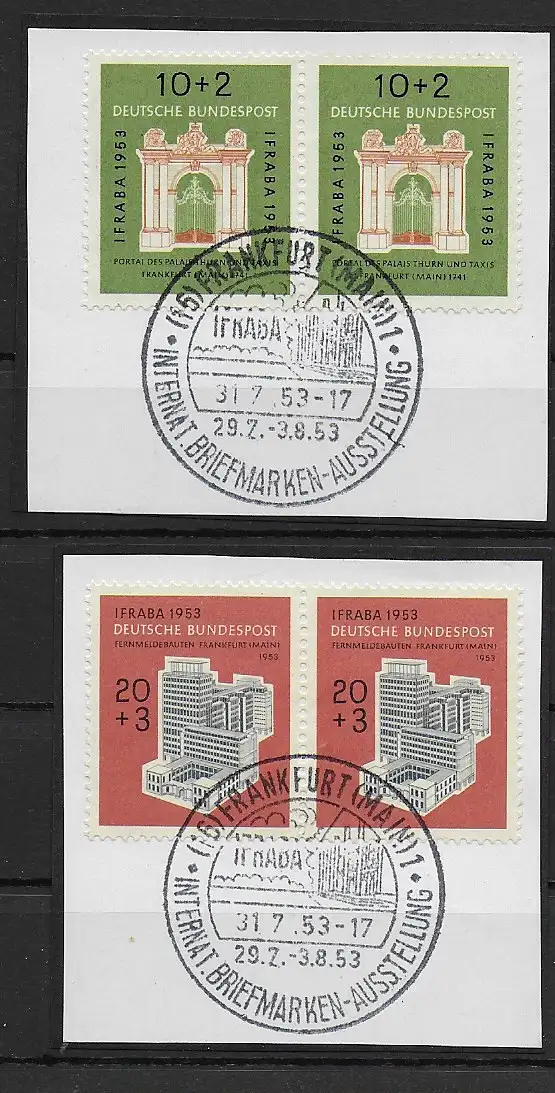 10+2
DEUTSCHE BUNDESPOST
IFRABA 1953
IFRABA 1953
PORTAL DES PALAIS THURN UND TAXIS
FRANKFURT (MAIN) 1741
10+2
DEUTSCHE BUNDESPOST
IFRABA 1953
IFRABA 1953
PORTAL DES PALAIS THURN UND TAXIS
FRANKFURT (MAIN) 1741
(16) FRANKFURT (MAIN) 1
IFRABA
31.7.53-17
29.7.-3.8.53
INTERNAT. BRIEFMARKEN-AUSSTELLUNG
IFRABA 1953
DEUTSCHE BUNDESPOST
FERNMELDEBAUTEN FRANKFURT (MAIN)
1953
20
+3
IFRABA 1953
DEUTSCHE BUNDESPOST
FERNMELDEBAUTEN FRANKFURT (MAIN)
1953
20
+3
(16) FRANKFURT (MAIN) 1
IFRABA
31.7.53-17
29.7.-3.8.53
INTERNAT. BRIEFMARKEN-AUSSTELLUNG